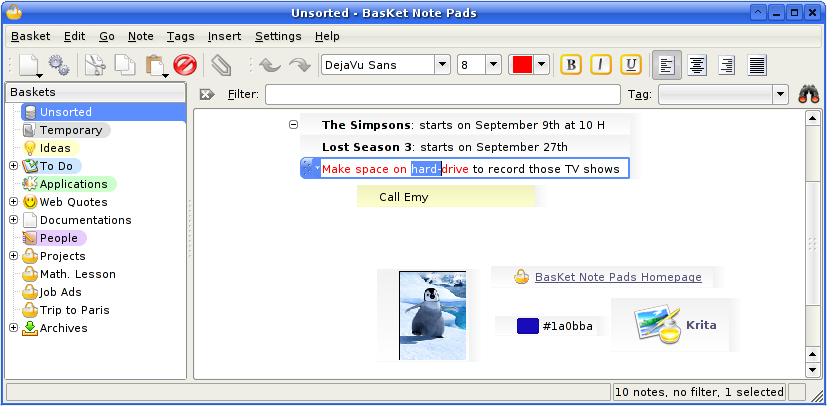 Unsorted - BasKet Note Pads
Basket Edit Go Note Tags Insert Settings Help
DejaVu Sans 8 B I U
Baskets
Filter: Tag:
Unsorted
Temporary
Ideas
To Do
Applications
Web Quotes
Documentations
People
Projects
Math. Lesson
Job Ads
Trip to Paris
Archives
The Simpsons: starts on September 9th at 10 H
Lost Season 3: starts on September 27th
Make space on hard-drive to record those TV shows
Call Emy
BasKet Note Pads Homepage
#1a0bba
Krita
10 notes, no filter, 1 selected